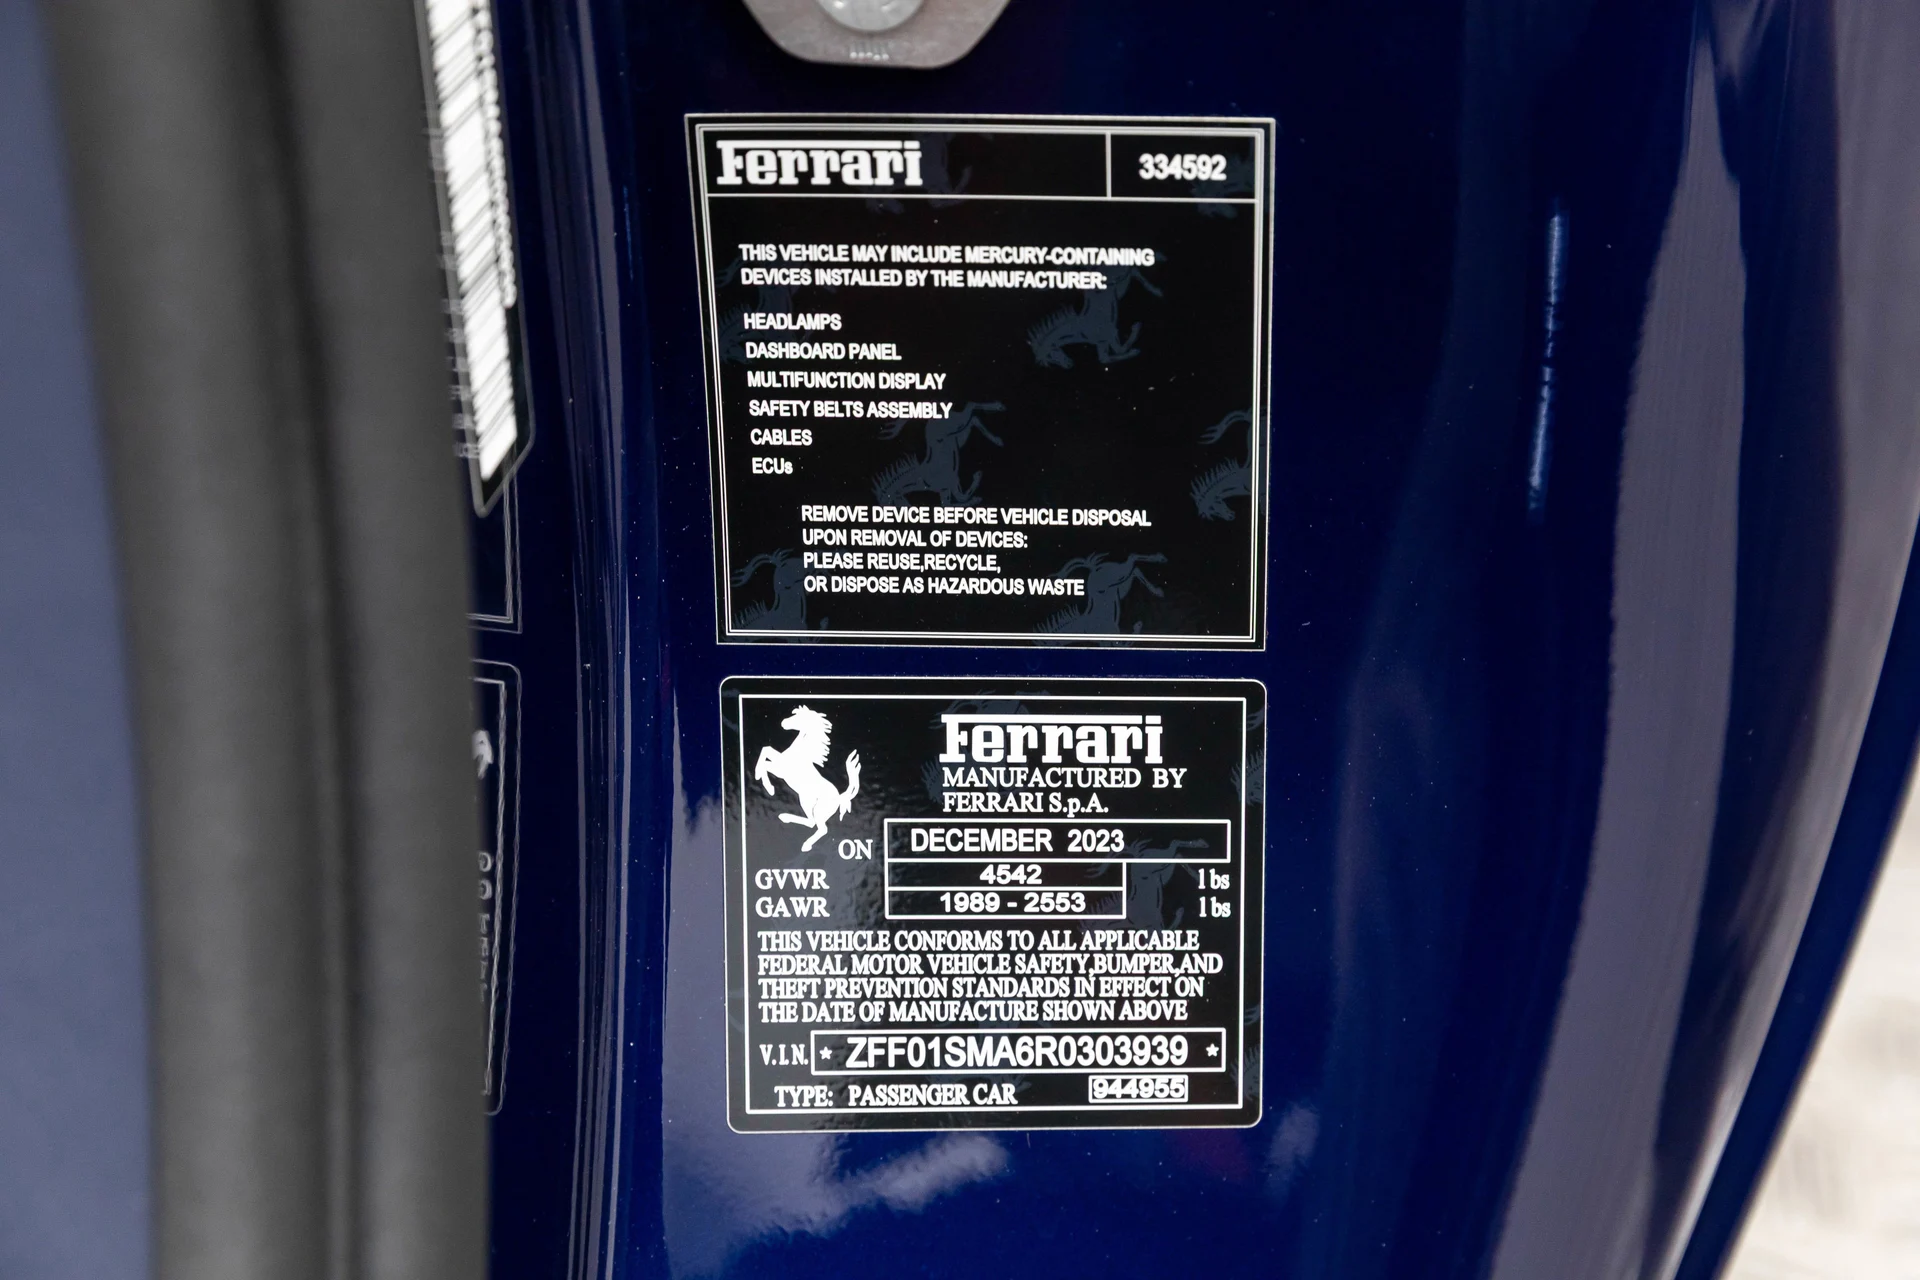 Ferrari 334592
THIS VEHICLE MAY INCLUDE MERCURY-CONTAINING
DEVICES INSTALLED BY THE MANUFACTURER:
HEADLAMPS
DASHBOARD PANEL
MULTIFUNCTION DISPLAY
SAFETY BELTS ASSEMBLY
CABLES
ECUs
REMOVE DEVICE BEFORE VEHICLE DISPOSAL
UPON REMOVAL OF DEVICES:
PLEASE REUSE,RECYCLE,
OR DISPOSE AS HAZARDOUS WASTE
Ferrari
MANUFACTURED BY
FERRARI S.p.A.
ON DECEMBER 2023
GVWR 4542 lbs
GAWR 1989 - 2553 lbs
THIS VEHICLE CONFORMS TO ALL APPLICABLE
FEDERAL MOTOR VEHICLE SAFETY,BUMPER,AND
THEFT PREVENTION STANDARDS IN EFFECT ON
THE DATE OF MANUFACTURE SHOWN ABOVE
V.I.N. * ZFF01SMA6R0303939 *
TYPE: PASSENGER CAR 944955